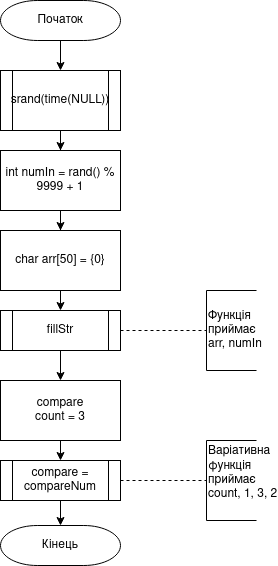 Початок
srand(time(NULL))
int numIn = rand() %
9999 + 1
char arr[50] = {0}
fillStr
Функція
приймає
arr, numIn
compare
count = 3
Варіативна
функція
приймає
count, 1, 3, 2
compare =
compareNum
Кінець